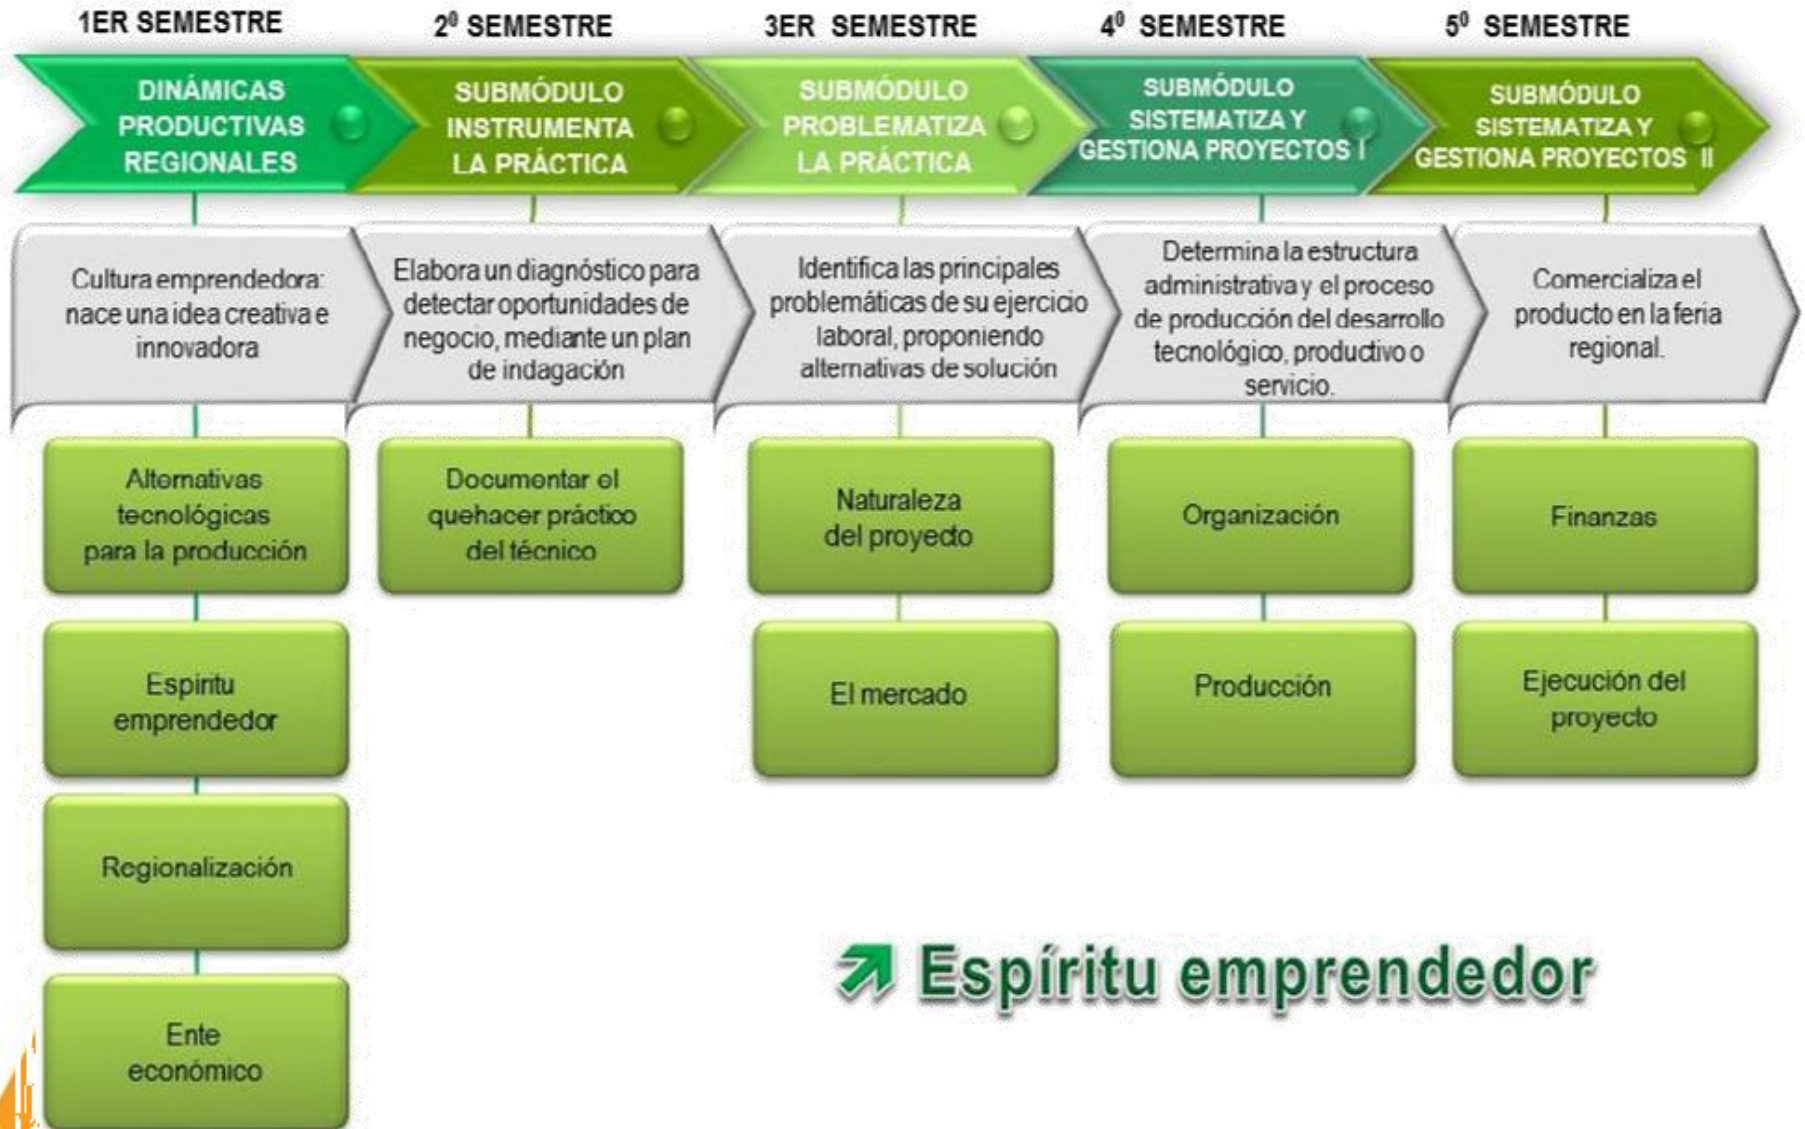 1ER SEMESTRE
2º SEMESTRE
3ER SEMESTRE
4º SEMESTRE
5º SEMESTRE
DINÁMICAS
PRODUCTIVAS
REGIONALES
SUBMÓDULO
INSTRUMENTA
LA PRÁCTICA
SUBMÓDULO
PROBLEMATIZA
LA PRÁCTICA
SUBMÓDULO
SISTEMATIZA Y
GESTIONA PROYECTOS I
SUBMÓDULO
SISTEMATIZA Y
GESTIONA PROYECTOS II
Cultura emprendedora:
nace una idea creativa e
innovadora
Elabora un diagnóstico para
detectar oportunidades de
negocio, mediante un plan
de indagación
Identifica las principales
problemáticas de su ejercicio
laboral, proponiendo
alternativas de solución
Determina la estructura
administrativa y el proceso
de producción del desarrollo
tecnológico, productivo o
servicio.
Comercializa el
producto en la feria
regional.
Alternativas
tecnológicas
para la producción
Espiritu
emprendedor
Regionalización
Ente
económico
Documentar el
quehacer práctico
del técnico
Naturaleza
del proyecto
El mercado
Organización
Producción
Finanzas
Ejecución del
proyecto
Espíritu emprendedor